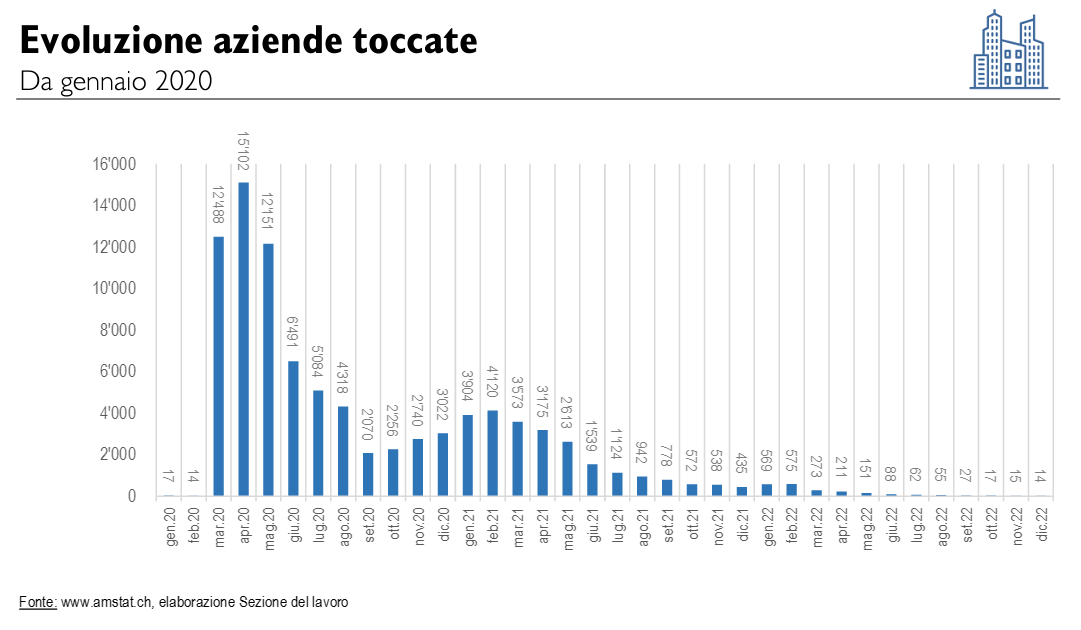 Evoluzione aziende toccate
Da gennaio 2020
16'000
14'000
12'000
10'000
8'000
6'000
4'000
2'000
0
17
14
12'488
15'102
12'151
6'491
5'084
4'318
2'070
2'256
2'740
3'022
3'904
4'120
3'573
3'175
2'613
1'539
1'124
942
778
572
538
435
569
575
273
211
151
88
62
55
27
17
15
14
gen.20
feb.20
mar.20
apr.20
mag.20
giu.20
lug.20
ago.20
set.20
ott.20
nov.20
dic.20
gen.21
feb.21
mar.21
apr.21
mag.21
giu.21
lug.21
ago.21
set.21
ott.21
nov.21
dic.21
gen.22
feb.22
mar.22
apr.22
mag.22
giu.22
lug.22
ago.22
set.22
ott.22
nov.22
dic.22
Fonte: www.amstat.ch, elaborazione Sezione del lavoro